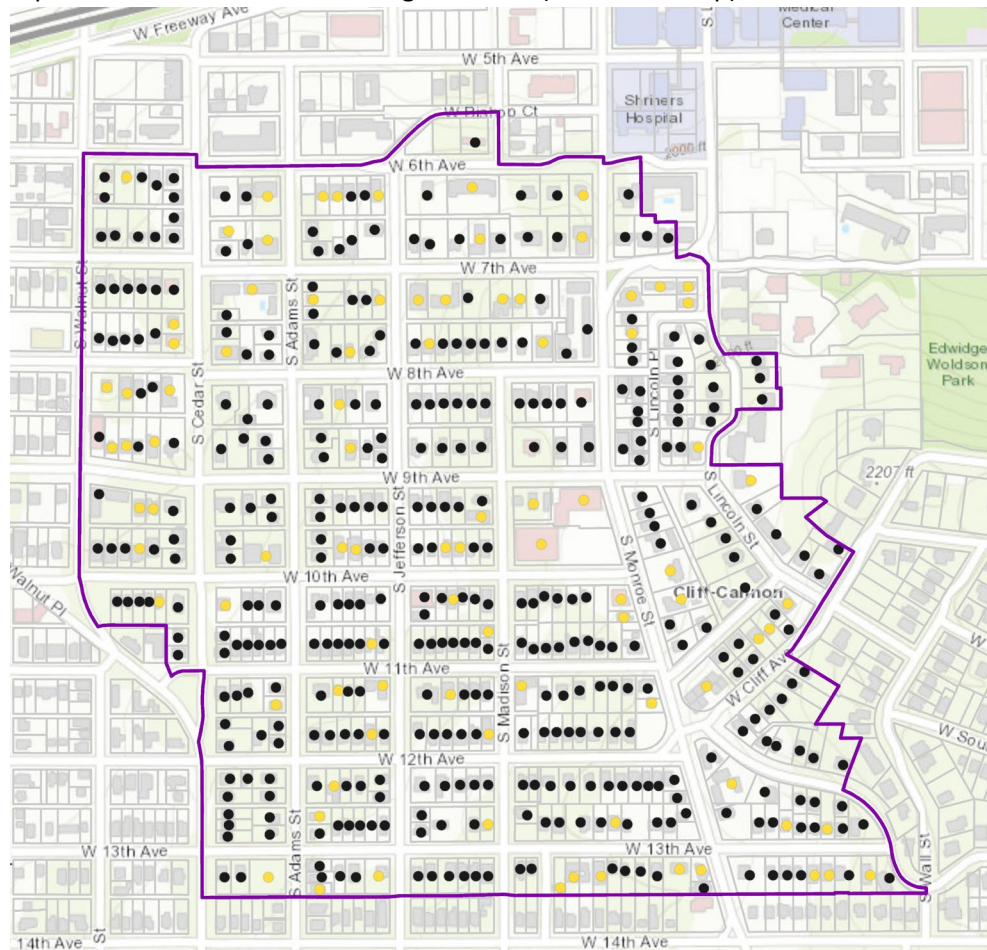 W Freeway Ave
Medical
Center
W 5th Ave
Shriners
Hospital
W Bishop Ct
2000 ft
W 6th Ave
W 7th Ave
S Walnut St
S Adams St
S Cedar St
S Lincoln Pl
Edwidge
Woldson
Park
W 8th Ave
W 9th Ave
2207 ft
S Lincoln St
S Jefferson St
S Monroe St
W 10th Ave
Walnut Pl
Cliff-Cannon
W 11th Ave
S Madison St
W Cliff Ave
W 12th Ave
W 13th Ave
W 13th Ave
S Adams St
S Wall St
14th Ave
St
W 14th Ave